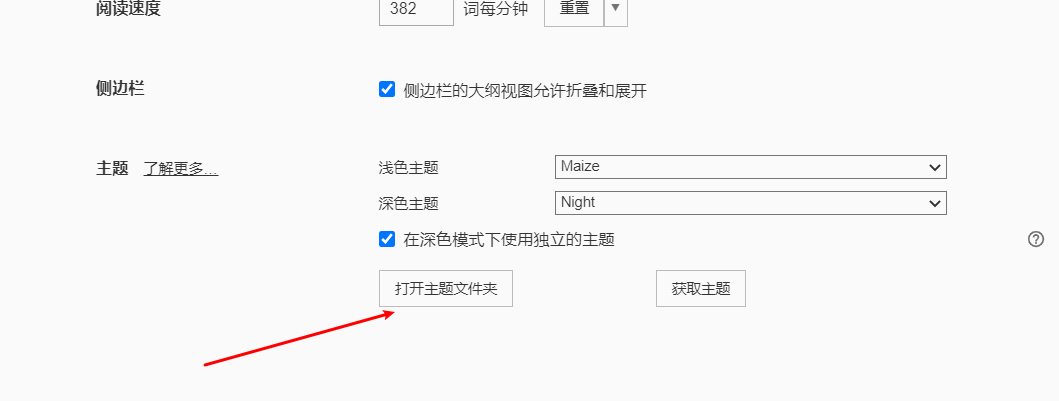 阅读速度 382 词每分钟 重置 ▼
侧边栏 侧边栏的大纲视图允许折叠和展开
主题 了解更多… 浅色主题 Maize
深色主题 Night
在深色模式下使用独立的主题
打开主题文件夹 获取主题